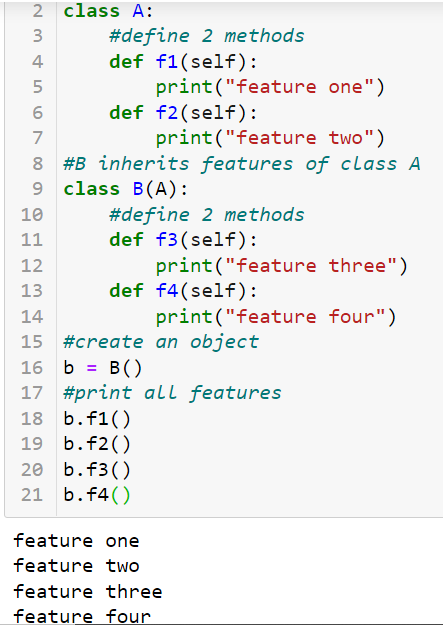 2 class A:
3     #define 2 methods
4     def f1(self):
5         print("feature one")
6     def f2(self):
7         print("feature two")
8 #B inherits features of class A
9 class B(A):
10     #define 2 methods
11     def f3(self):
12         print("feature three")
13     def f4(self):
14         print("feature four")
15 #create an object
16 b = B()
17 #print all features
18 b.f1()
19 b.f2()
20 b.f3()
21 b.f4()
feature one
feature two
feature three
feature four